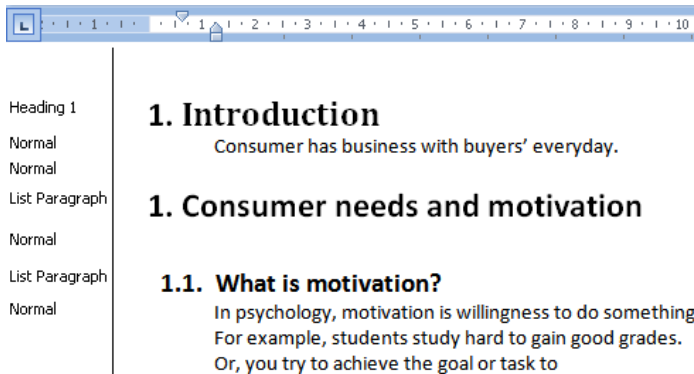 L 1 1 2 3 4 5 6 7 8 9 10
Heading 1 1. Introduction
Normal Consumer has business with buyers’ everyday.
Normal
List Paragraph 1. Consumer needs and motivation
Normal
List Paragraph 1.1. What is motivation?
Normal In psychology, motivation is willingness to do something
For example, students study hard to gain good grades.
Or, you try to achieve the goal or task to